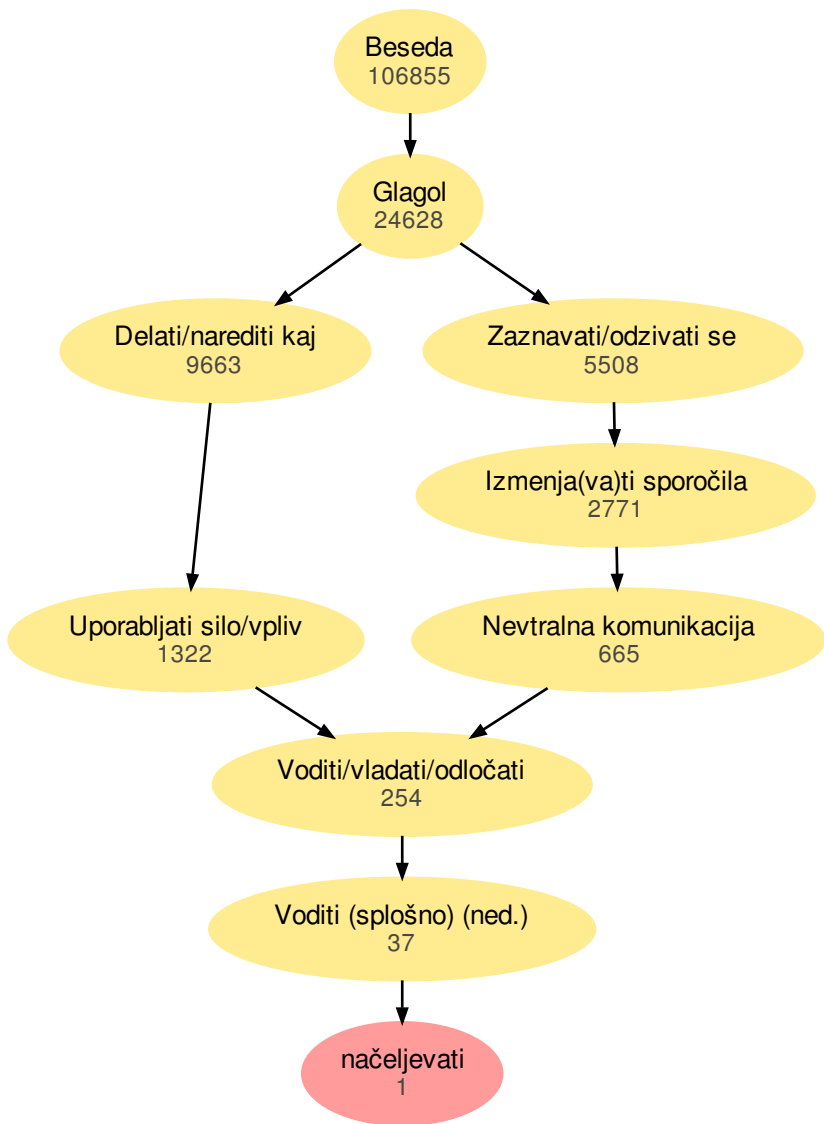 Beseda
106855
Glagol
24628
Delati/narediti kaj
9663
Zaznavati/odzivati se
5508
Izmenja(va)ti sporočila
2771
Uporabljati silo/vpliv
1322
Nevtralna komunikacija
665
Voditi/vladati/odločati
254
Voditi (splošno) (ned.)
37
načeljevati
1